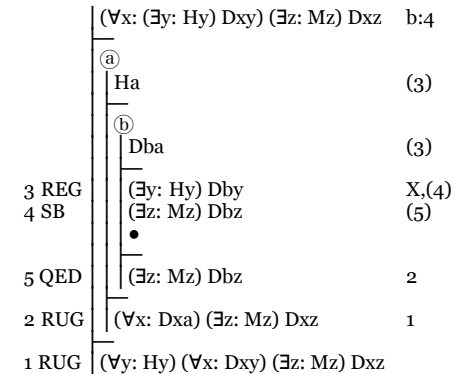 (∀x: (∃y: Hy) Dxy) (∃z: Mz) Dxz b:4
ⓐ
Ha (3)
ⓑ
Dba (3)
3 REG (∃y: Hy) Dby X,(4)
4 SB (∃z: Mz) Dbz (5)
●
5 QED (∃z: Mz) Dbz 2
2 RUG (∀x: Dxa) (∃z: Mz) Dxz 1
1 RUG (∀y: Hy) (∀x: Dxy) (∃z: Mz) Dxz